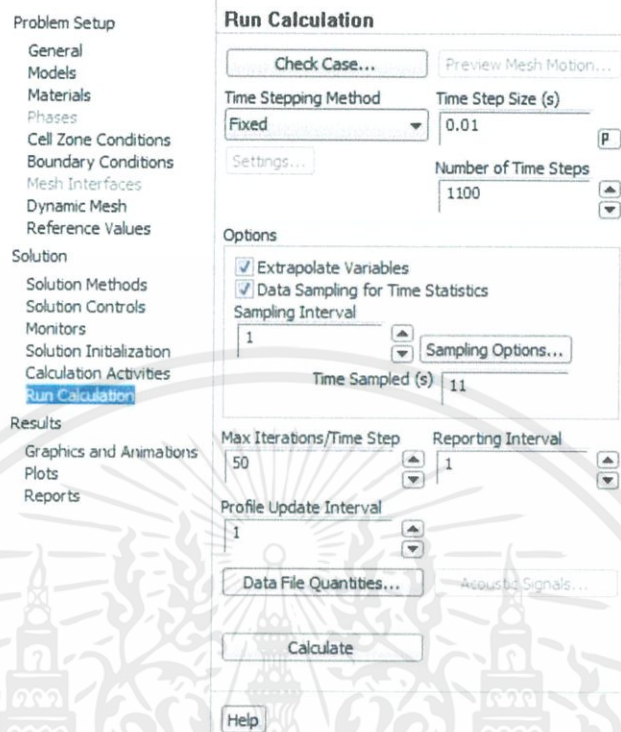 Problem Setup
General
Models
Materials
Phases
Cell Zone Conditions
Boundary Conditions
Mesh Interfaces
Dynamic Mesh
Reference Values
Solution
Solution Methods
Solution Controls
Monitors
Solution Initialization
Calculation Activities
Run Calculation
Results
Graphics and Animations
Plots
Reports
Run Calculation
Check Case...
Preview Mesh Motion...
Time Stepping Method
Time Step Size (s)
Fixed
0.01
P
Settings...
Number of Time Steps
1100
Options
Extrapolate Variables
Data Sampling for Time Statistics
Sampling Interval
1
Sampling Options...
Time Sampled (s) 11
Max Iterations/Time Step
Reporting Interval
50
1
Profile Update Interval
1
Data File Quantities...
Acoustic Signals...
Calculate
Help